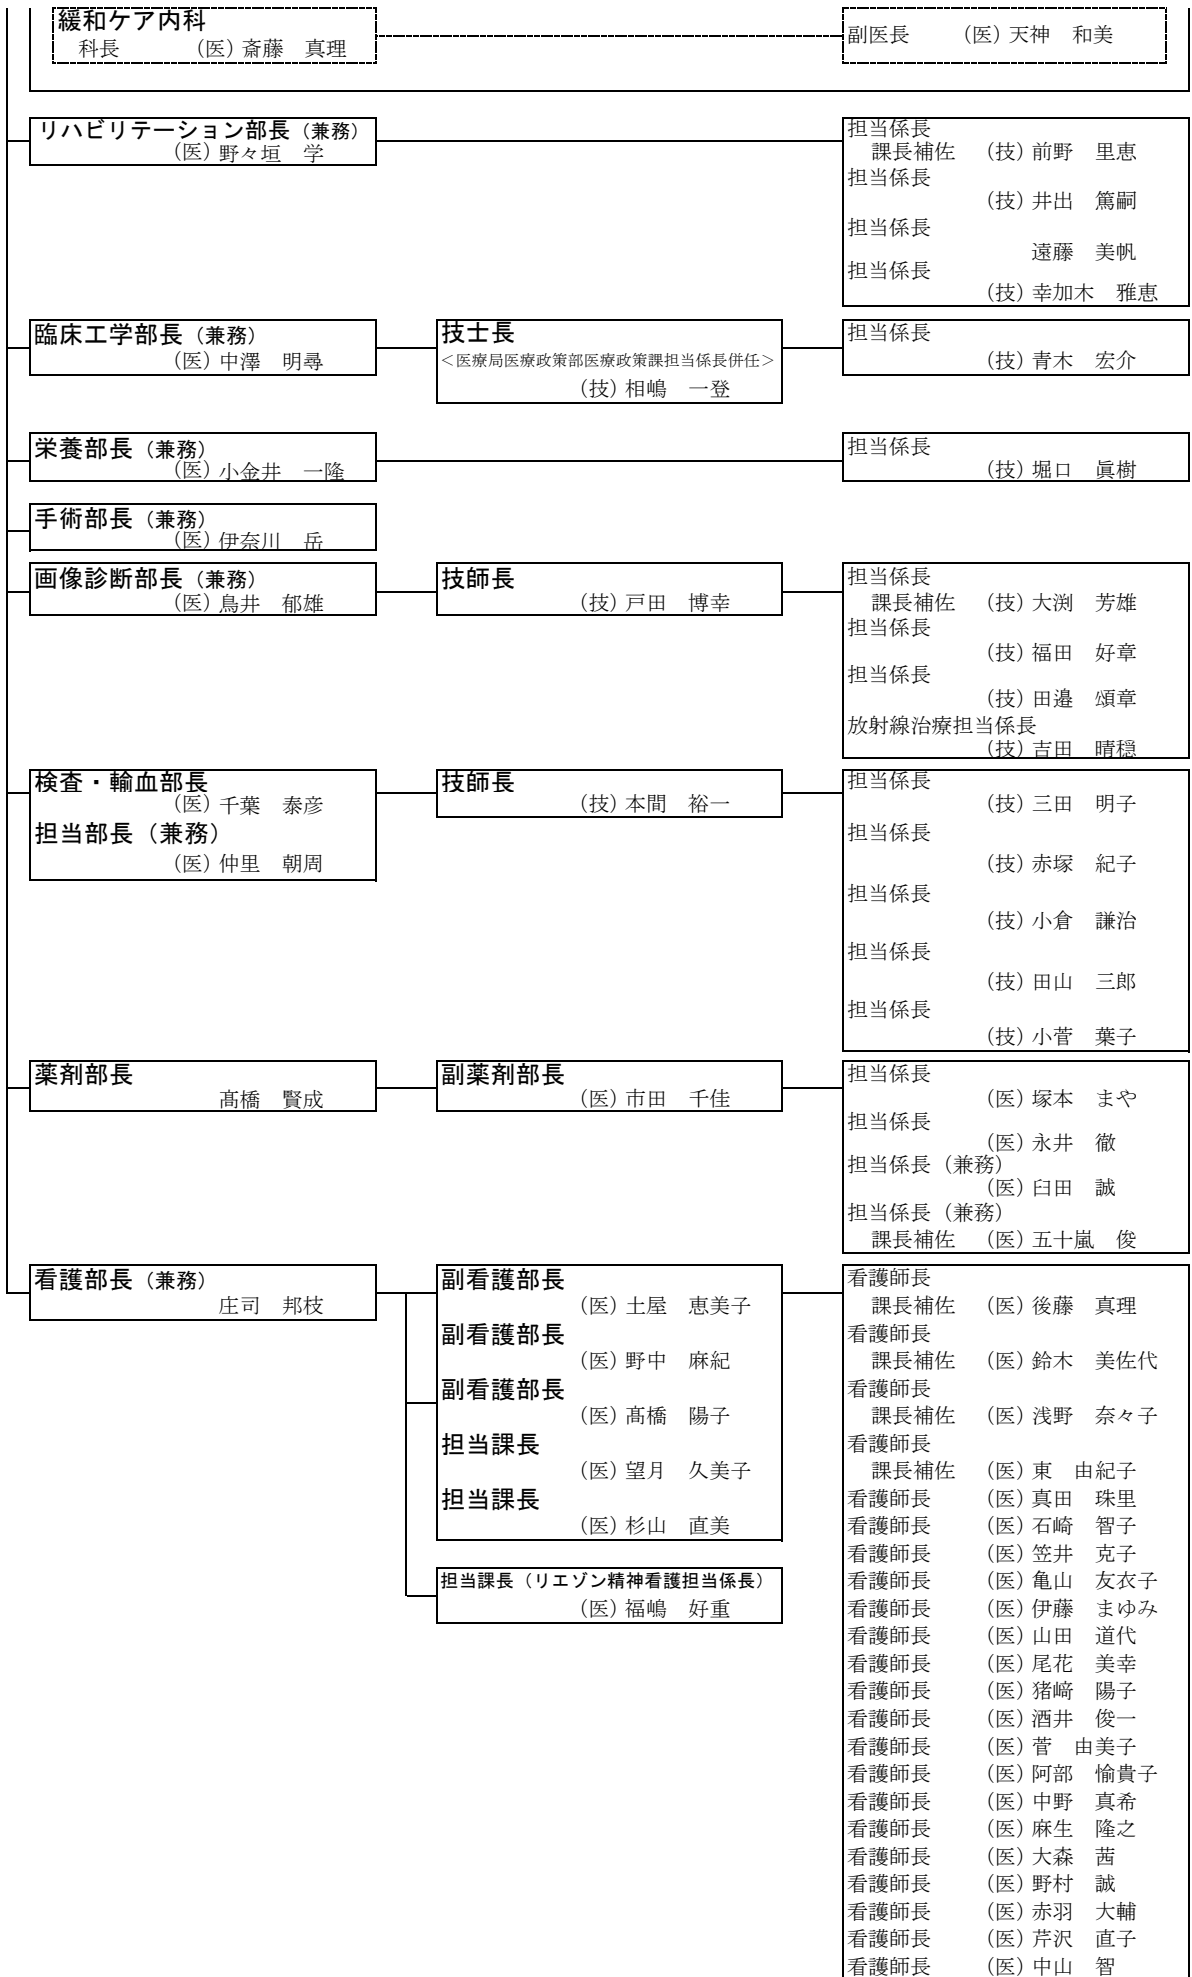 緩和ケア内科
科長　(医) 斎藤　真理
副医長　(医) 天神　和美
リハビリテーション部長（兼務）
(医) 野々垣　学
担当係長
課長補佐　(技) 前野　里恵
担当係長
(技) 井出　篤嗣
担当係長
遠藤　美帆
担当係長
(技) 幸加木　雅恵
臨床工学部長（兼務）
(医) 中澤　明尋
技士長
＜医療局医療政策部医療政策課担当係長併任＞
(技) 相嶋　一登
担当係長
(技) 青木　宏介
栄養部長（兼務）
(医) 小金井　一隆
担当係長
(技) 堀口　眞樹
手術部長（兼務）
(医) 伊奈川　岳
画像診断部長（兼務）
(医) 鳥井　郁雄
技師長
(技) 戸田　博幸
担当係長
課長補佐　(技) 大渕　芳雄
担当係長
(技) 福田　好章
担当係長
(技) 田邉　頌章
放射線治療担当係長
(技) 吉田　晴穏
検査・輸血部長
(医) 千葉　泰彦
担当部長（兼務）
(医) 仲里　朝周
技師長
(技) 本間　裕一
担当係長
(技) 三田　明子
担当係長
(技) 赤塚　紀子
担当係長
(技) 小倉　謙治
担当係長
(技) 田山　三郎
担当係長
(技) 小菅　葉子
薬剤部長
髙橋　賢成
副薬剤部長
(医) 市田　千佳
担当係長
(医) 塚本　まや
担当係長
(医) 永井　徹
担当係長（兼務）
(医) 臼田　誠
担当係長（兼務）
課長補佐　(医) 五十嵐　俊
看護部長（兼務）
庄司　邦枝
副看護部長
(医) 土屋　恵美子
副看護部長
(医) 野中　麻紀
副看護部長
(医) 髙橋　陽子
担当課長
(医) 望月　久美子
担当課長
(医) 杉山　直美
担当課長（リエゾン精神看護担当係長）
(医) 福嶋　好重
看護師長
課長補佐　(医) 後藤　真理
看護師長
課長補佐　(医) 鈴木　美佐代
看護師長
課長補佐　(医) 浅野　奈々子
看護師長
課長補佐　(医) 東　由紀子
看護師長　(医) 真田　珠里
看護師長　(医) 石崎　智子
看護師長　(医) 笠井　克子
看護師長　(医) 亀山　友衣子
看護師長　(医) 伊藤　まゆみ
看護師長　(医) 山田　道代
看護師長　(医) 尾花　美幸
看護師長　(医) 猪﨑　陽子
看護師長　(医) 酒井　俊一
看護師長　(医) 菅　由美子
看護師長　(医) 阿部　愉貴子
看護師長　(医) 中野　真希
看護師長　(医) 麻生　隆之
看護師長　(医) 大森　茜
看護師長　(医) 野村　誠
看護師長　(医) 赤羽　大輔
看護師長　(医) 芹沢　直子
看護師長　(医) 中山　智